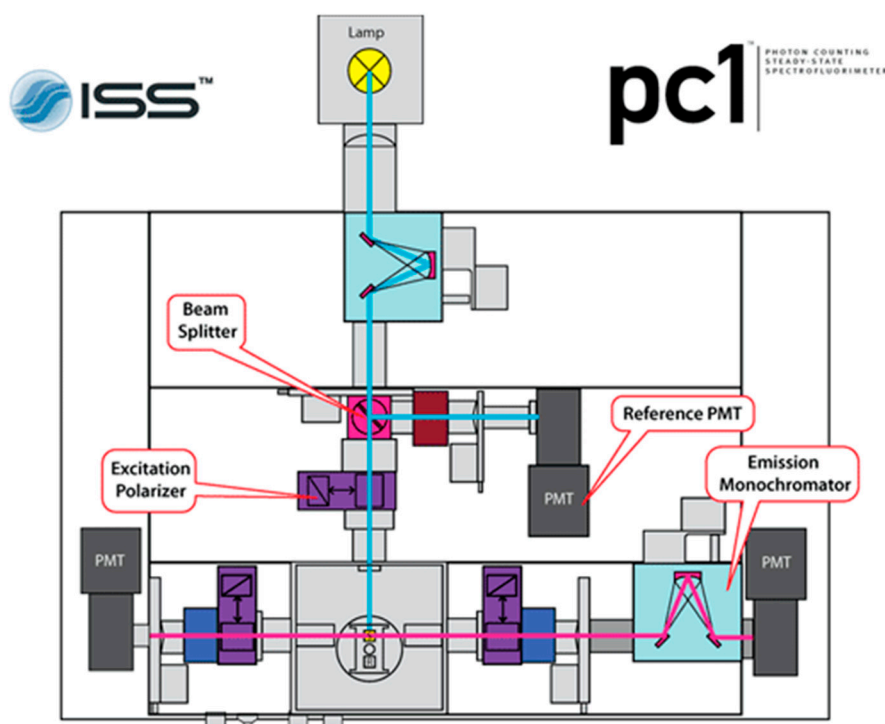 Lamp
ISS™
pc1™
PHOTON COUNTING
STEADY-STATE
SPECTROFLUORIMETER
Beam
Splitter
Reference PMT
Excitation
Polarizer
Emission
Monochromator
PMT
PMT
PMT